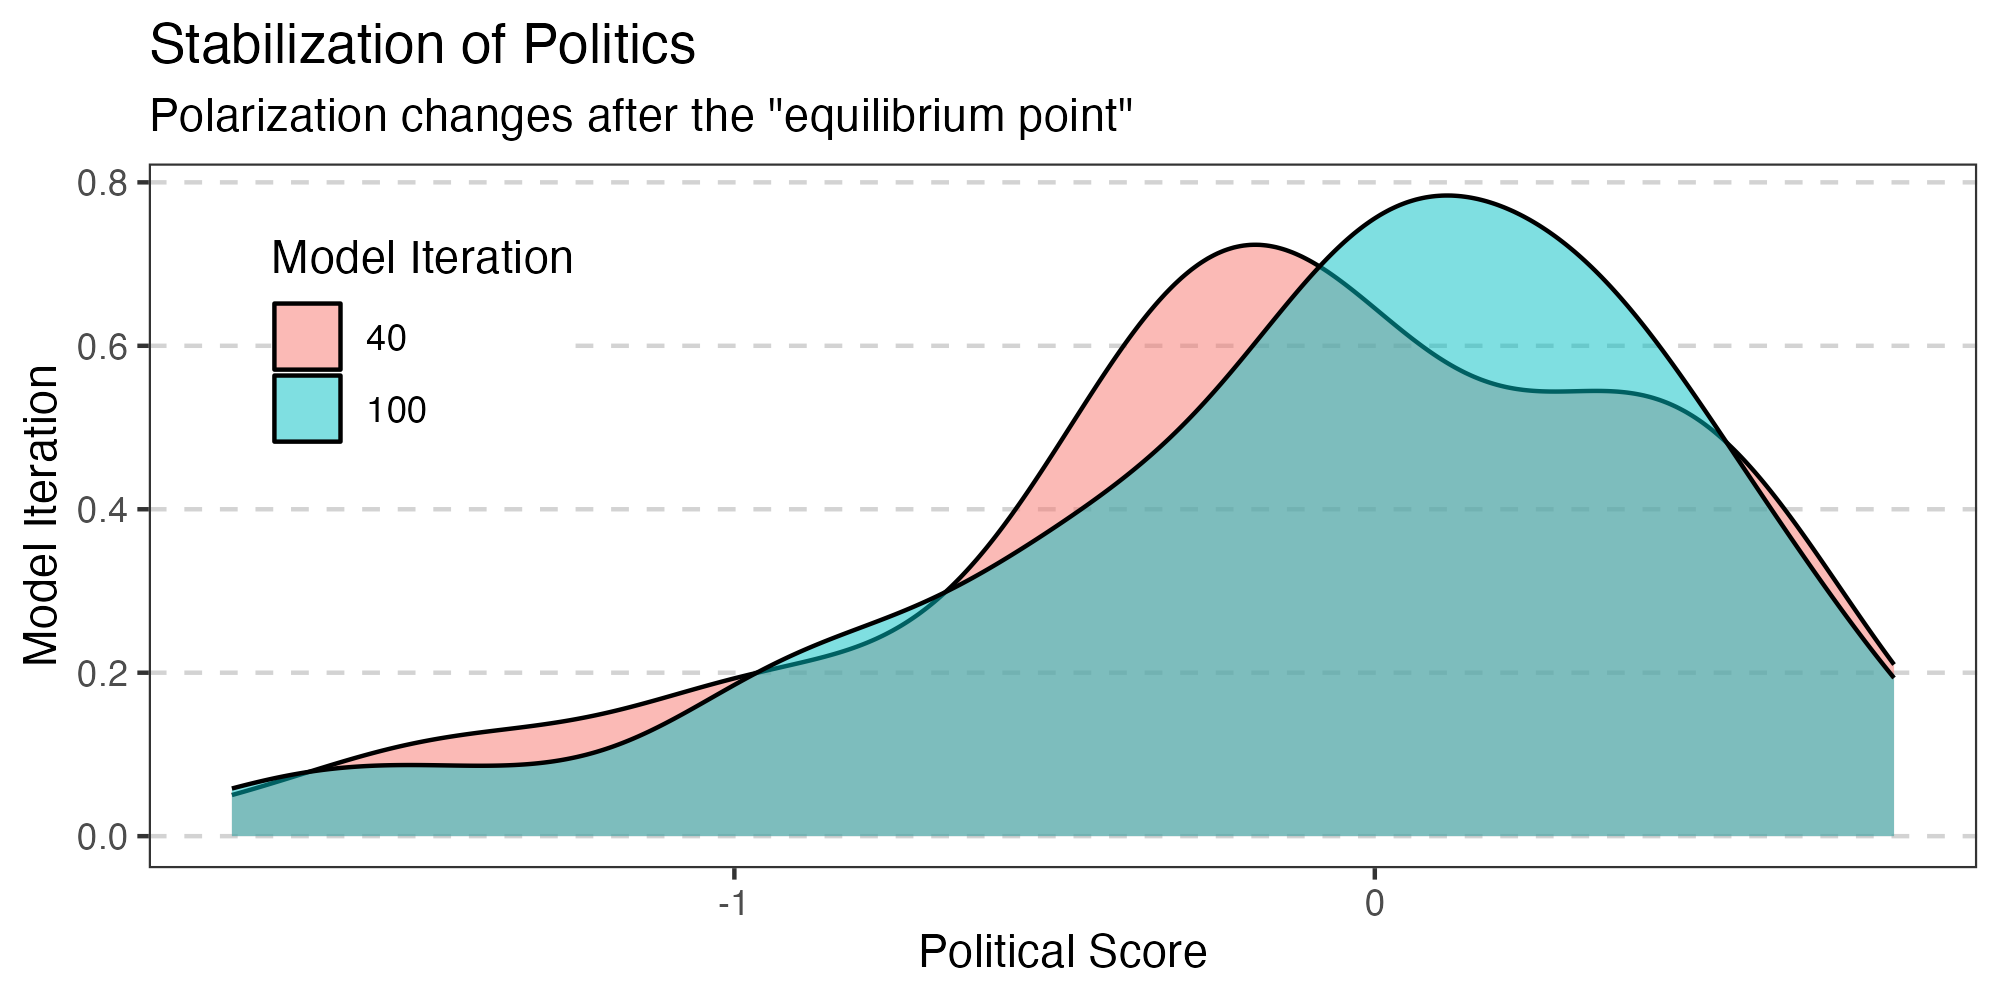 Stabilization of Politics
Polarization changes after the "equilibrium point"
Model Iteration
40
100
Model Iteration
0.8
0.6
0.4
0.2
0.0
-1
0
Political Score